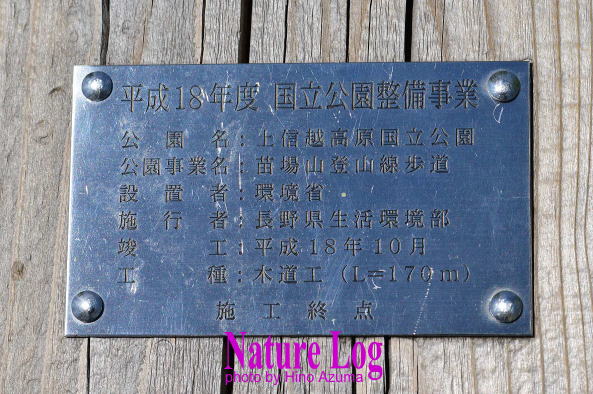 平成18年度 国立公園整備事業
公園名：上信越高原国立公園
公園事業名：苗場山登山線歩道
設置者：環境省
施行者：長野県生活環境部
竣工：平成18年10月
工種：木道工（L=170m）
施工終点
Nature Log
photo by Hino Azuma